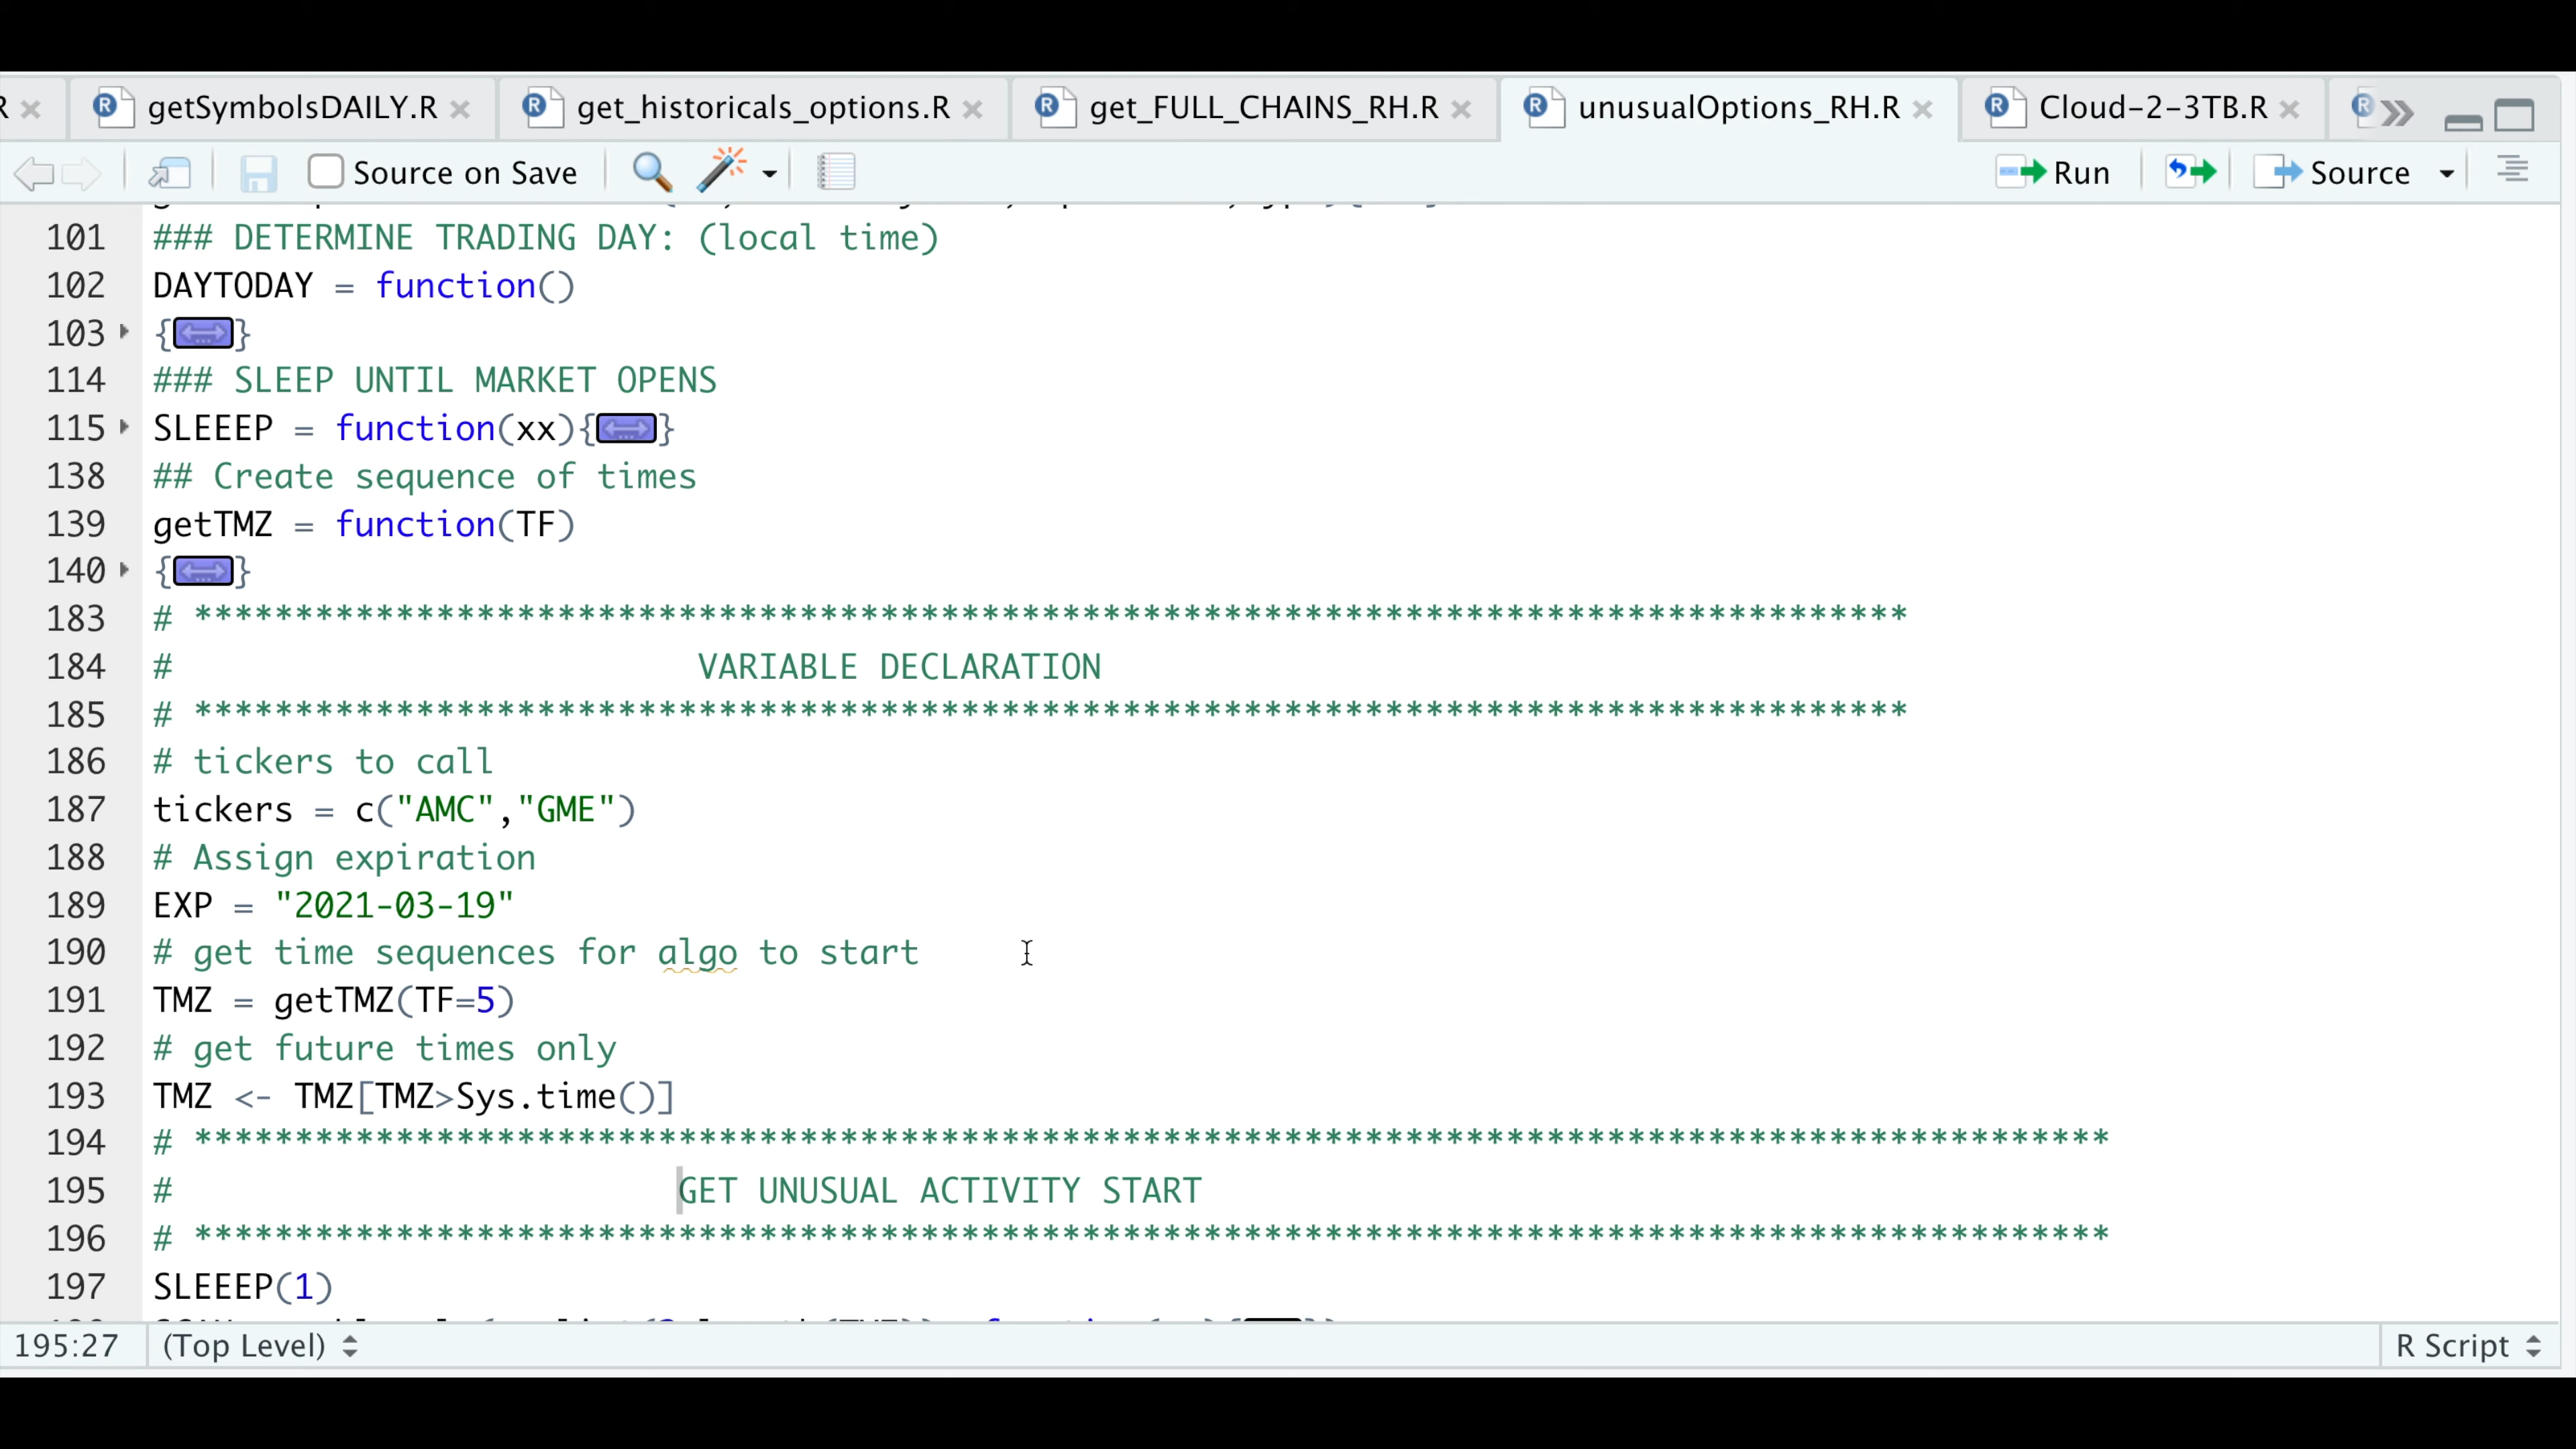 R
getSymbolsDAILY.R get_historicals_options.R get_FULL_CHAINS_RH.R unusualOptions_RH.R Cloud-2-3TB.R
Source on Save Run Source
101 ### DETERMINE TRADING DAY: (local time)
102 DAYTODAY = function()
103 {}
114 ### SLEEP UNTIL MARKET OPENS
115 SLEEEP = function(xx){}
138 ## Create sequence of times
139 getTMZ = function(TF)
140 {}
183 # *************************************************************************************
184 # VARIABLE DECLARATION
185 # *************************************************************************************
186 # tickers to call
187 tickers = c("AMC","GME")
188 # Assign expiration
189 EXP = "2021-03-19"
190 # get time sequences for algo to start
191 TMZ = getTMZ(TF=5)
192 # get future times only
193 TMZ <- TMZ[TMZ>Sys.time()]
194 # ***********************************************************************************************
195 # GET UNUSUAL ACTIVITY START
196 # ***********************************************************************************************
197 SLEEEP(1)
195:27 (Top Level) R Script